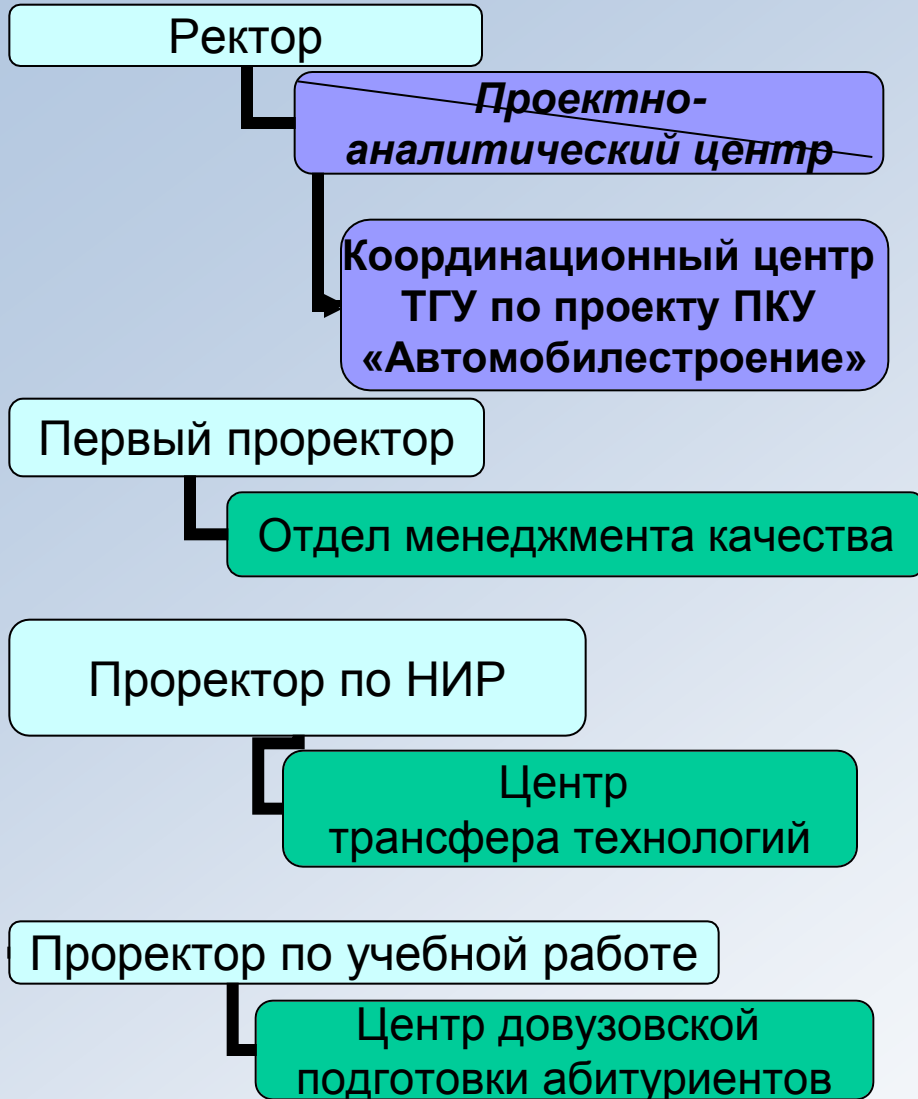 Ректор
Проектно-
аналитический центр
Координационный центр
ТГУ по проекту ПКУ
«Автомобилестроение»
Первый проректор
Отдел менеджмента качества
Проректор по НИР
Центр
трансфера технологий
Проректор по учебной работе
Центр довузовской
подготовки абитуриентов